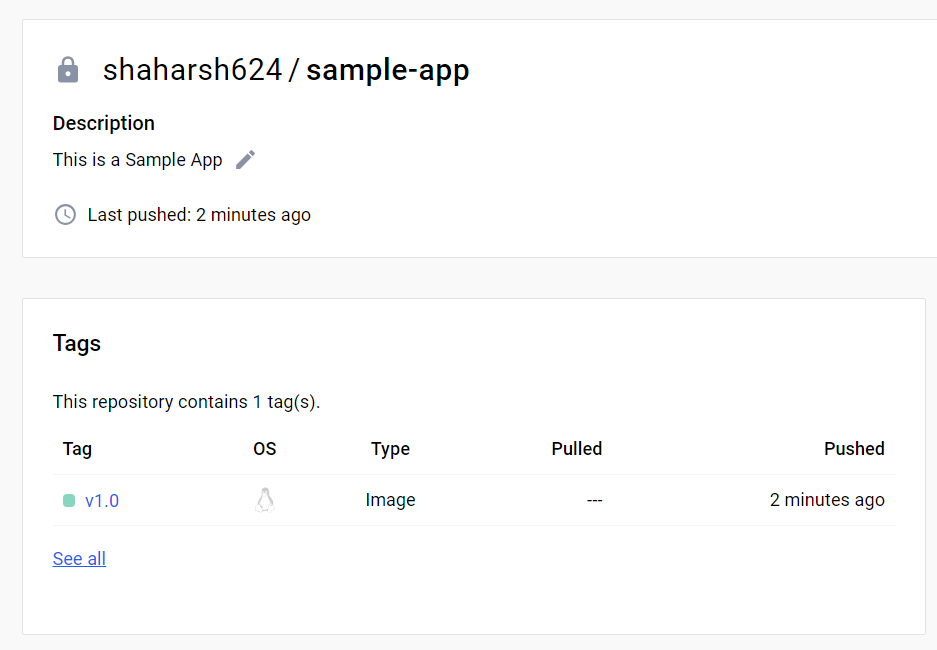 shaharsh624 / sample-app
Description
This is a Sample App
Last pushed: 2 minutes ago
Tags
This repository contains 1 tag(s).
Tag OS Type Pulled Pushed
v1.0 Image --- 2 minutes ago
See all